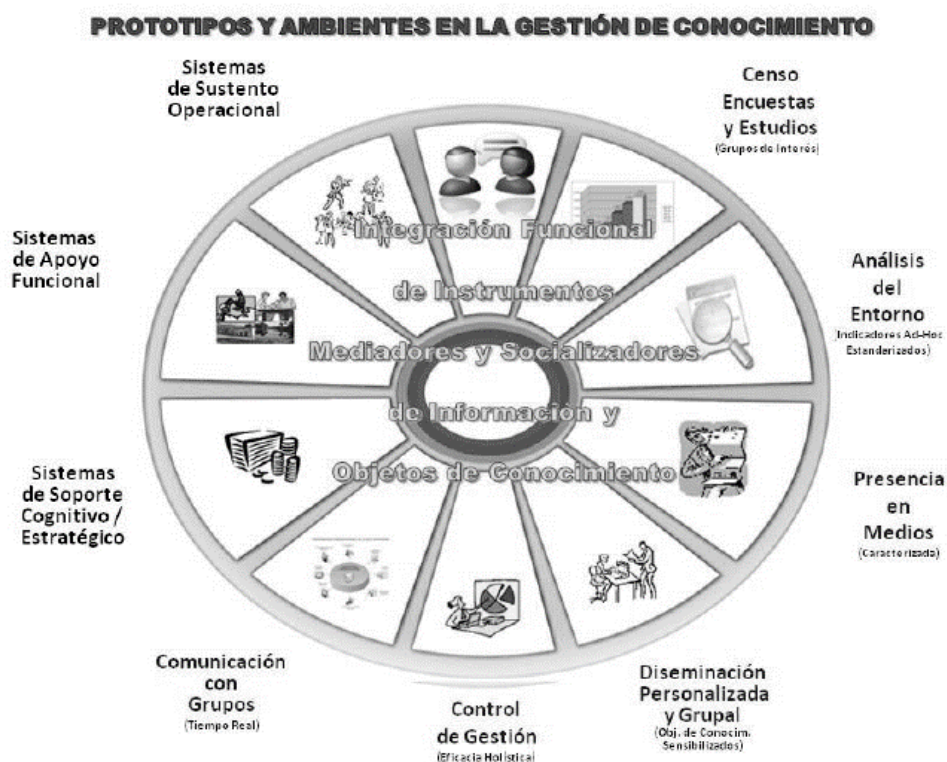 PROTOTIPOS Y AMBIENTES EN LA GESTIÓN DE CONOCIMIENTO
Sistemas
de Sustento
Operacional
Censo
Encuestas
y Estudios
(Grupos de Interés)
Sistemas
de Apoyo
Funcional
Análisis
del
Entorno
(Indicadores Ad-Hoc
Estandarizados)
Integración Funcional
de Instrumentos
Mediadores y Socializadores
de Información y
Objetos de Conocimiento
Sistemas
de Soporte
Cognitivo /
Estratégico
Presencia
en
Medios
(Caracterizada)
Comunicación
con
Grupos
(Tiempo Real)
Control
de Gestión
(Eficacia Holística)
Diseminación
Personalizada
y Grupal
(Obj. de Conocim.
Sensibilizados)